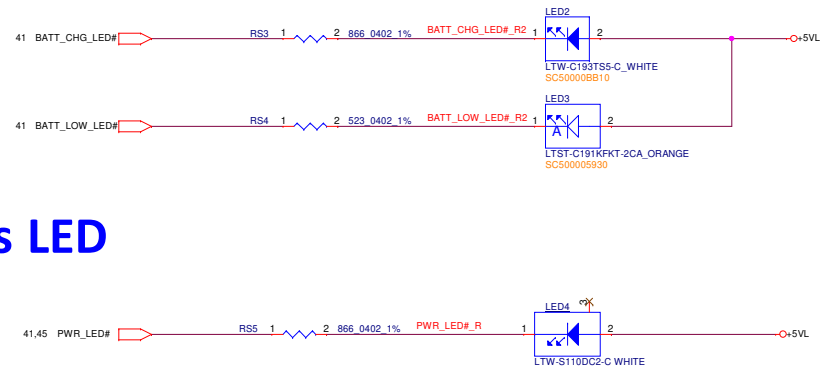 LED2
41 BATT_CHG_LED# RS3 1 2 866_0402_1% BATT_CHG_LED#_R2 1 2 +5VL
LTW-C193TS5-C_WHITE
SC50000BB10
LED3
41 BATT_LOW_LED# RS4 1 2 523_0402_1% BATT_LOW_LED#_R2 1 2
A
LTST-C191KFKT-2CA_ORANGE
SC500005930
s LED
LED4 3
41,45 PWR_LED# RS5 1 2 866_0402_1% PWR_LED#_R 1 2 +5VL
LTW-S110DC2-C WHITE